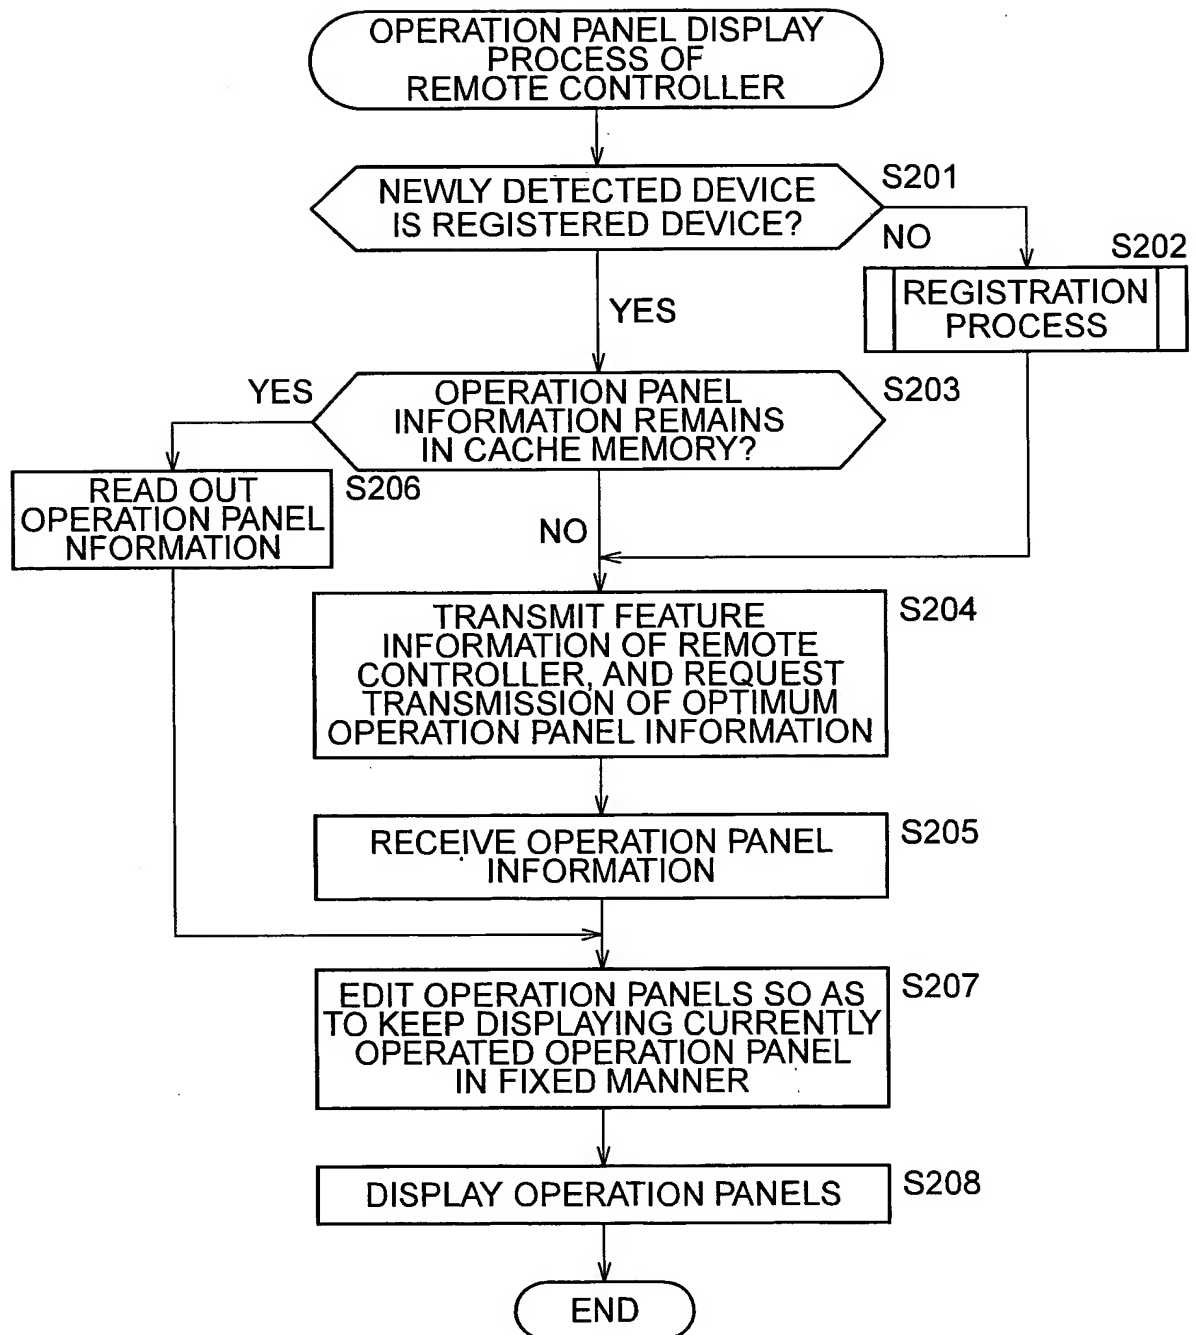 OPERATION PANEL DISPLAY
PROCESS OF
REMOTE CONTROLLER
NEWLY DETECTED DEVICE
IS REGISTERED DEVICE?
S201
NO
S202
REGISTRATION
PROCESS
YES
YES
OPERATION PANEL
INFORMATION REMAINS
IN CACHE MEMORY?
S203
READ OUT
OPERATION PANEL
NFORMATION
S206
NO
TRANSMIT FEATURE
INFORMATION OF REMOTE
CONTROLLER, AND REQUEST
TRANSMISSION OF OPTIMUM
OPERATION PANEL INFORMATION
S204
RECEIVE OPERATION PANEL
INFORMATION
S205
EDIT OPERATION PANELS SO AS
TO KEEP DISPLAYING CURRENTLY
OPERATED OPERATION PANEL
IN FIXED MANNER
S207
DISPLAY OPERATION PANELS
S208
END